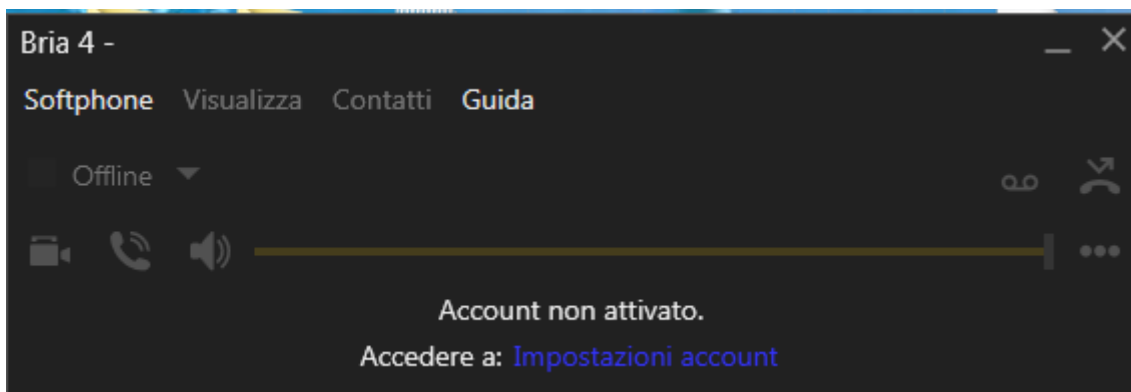 Bria 4 -
Softphone Visualizza Contatti Guida
Offline
Account non attivato.
Accedere a: Impostazioni account